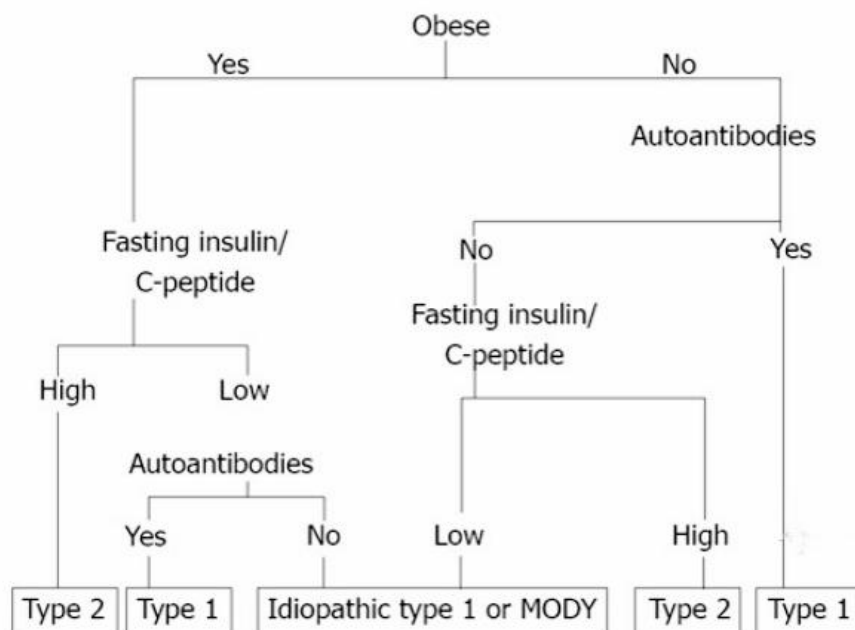 Obese
Yes No
Autoantibodies
Fasting insulin/
C-peptide
No Yes
Fasting insulin/
C-peptide
High Low
Autoantibodies
Yes No Low High
Type 2 Type 1 Idiopathic type 1 or MODY Type 2 Type 1